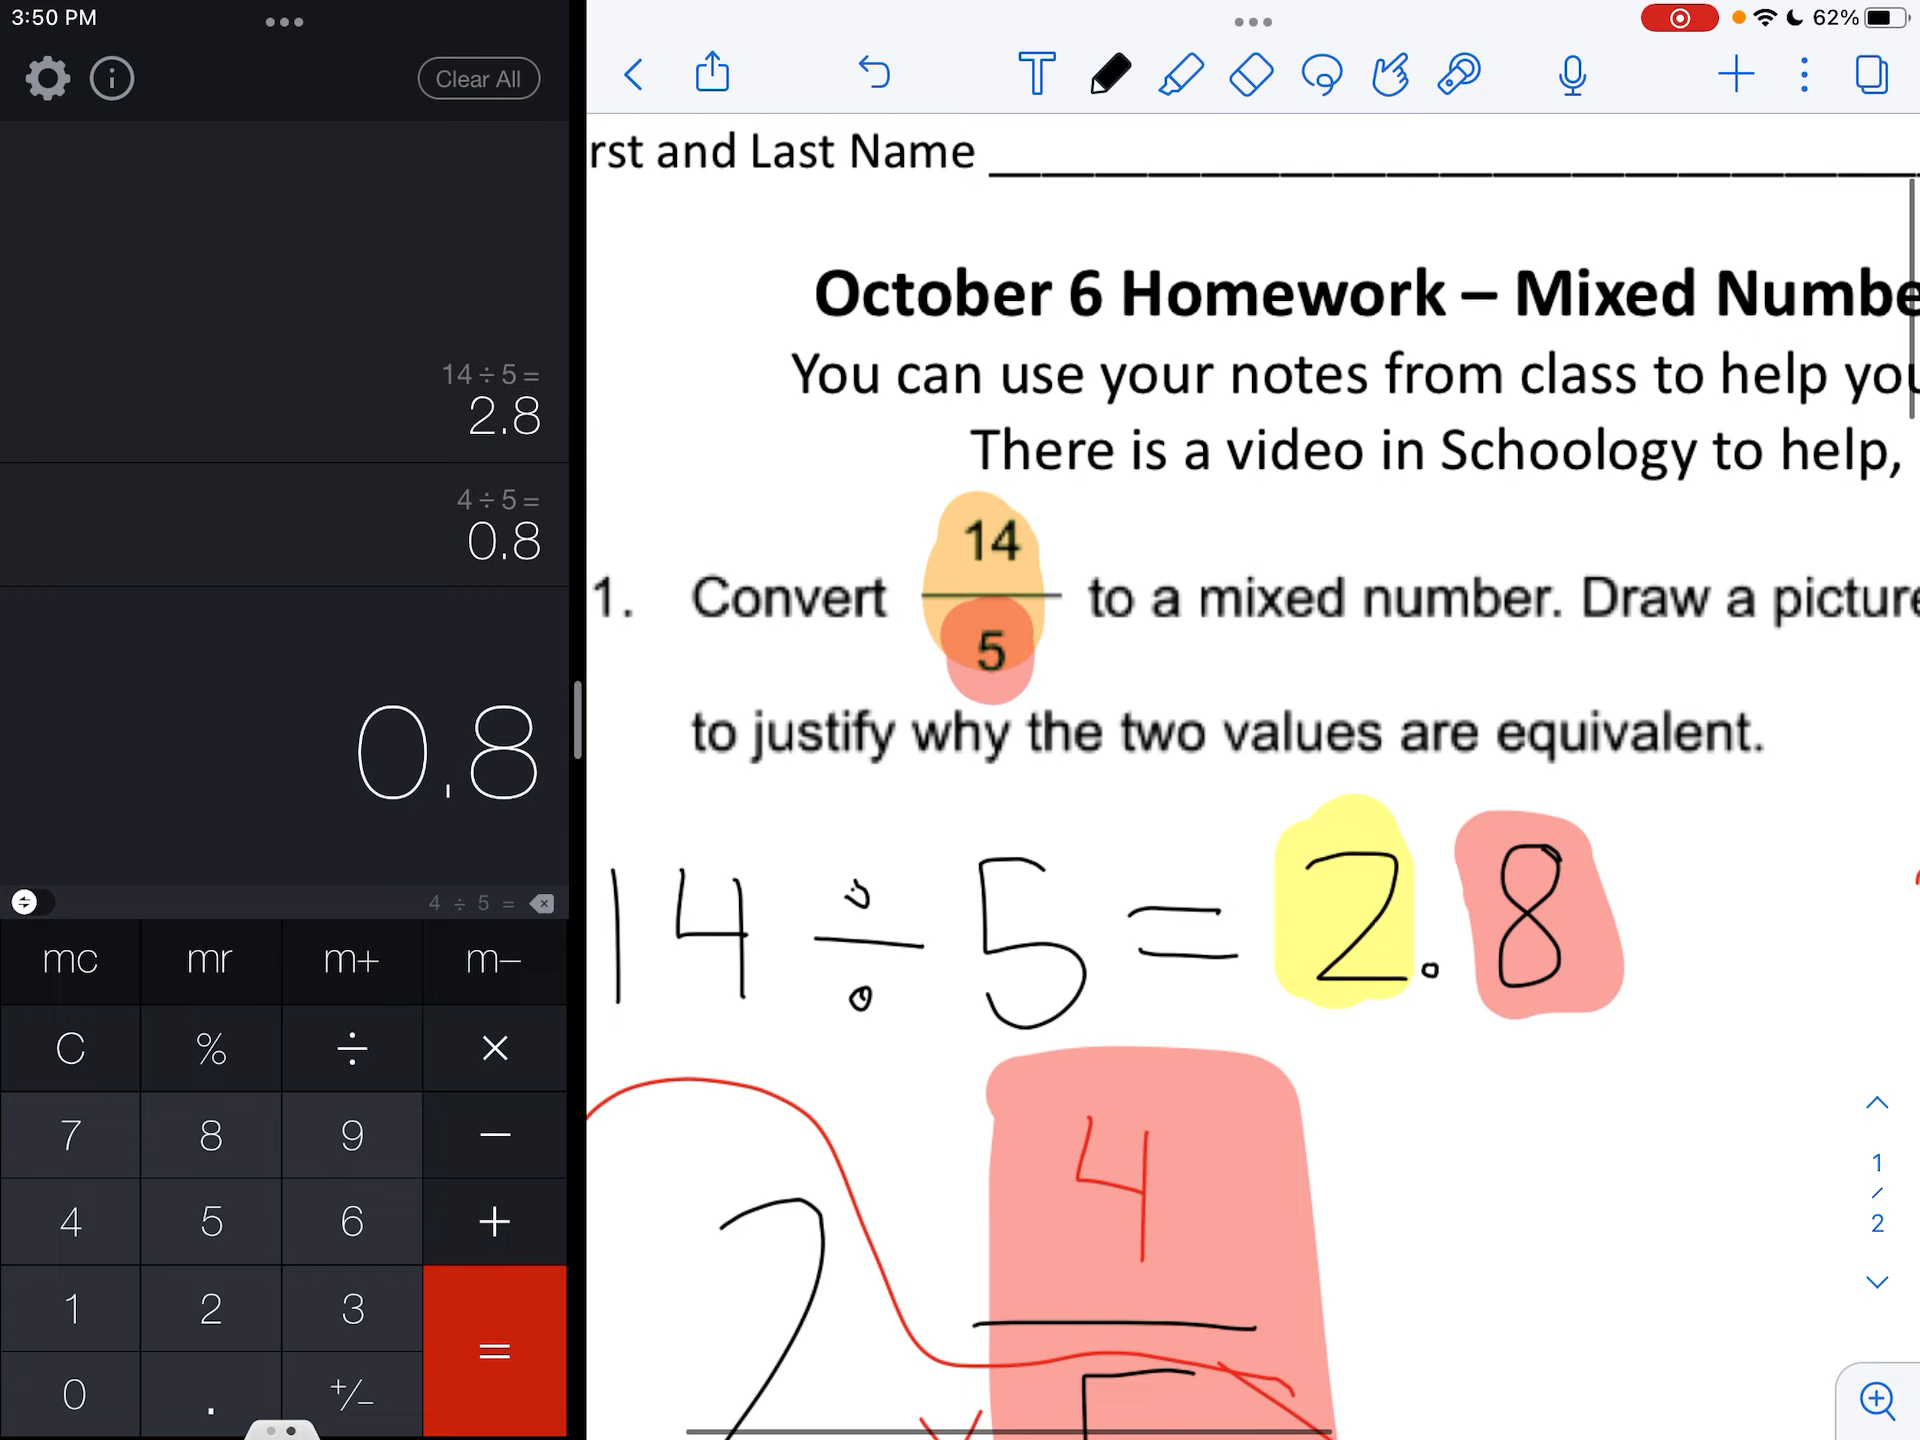 3:50 PM
62%
Clear All
14 ÷ 5 =
2.8
4 ÷ 5 =
0.8
0.8
4 ÷ 5 =
mc mr m+ m–
C % ÷ ×
7 8 9 –
4 5 6 +
1 2 3 =
0 . +/–
rst and Last Name ____________________
October 6 Homework – Mixed Numbe
You can use your notes from class to help you
There is a video in Schoology to help,
1. Convert 14/5 to a mixed number. Draw a picture
to justify why the two values are equivalent.
14 ÷ 5 = 2.8
2 4/5
1
/
2